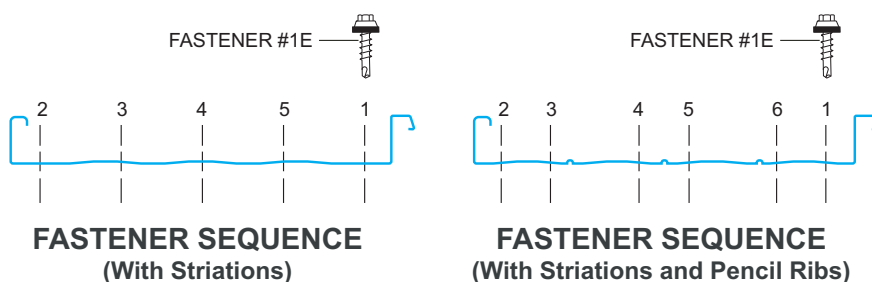 FASTENER #1E
2 3 4 5 1
FASTENER SEQUENCE
(With Striations)
FASTENER #1E
2 3 4 5 6 1
FASTENER SEQUENCE
(With Striations and Pencil Ribs)